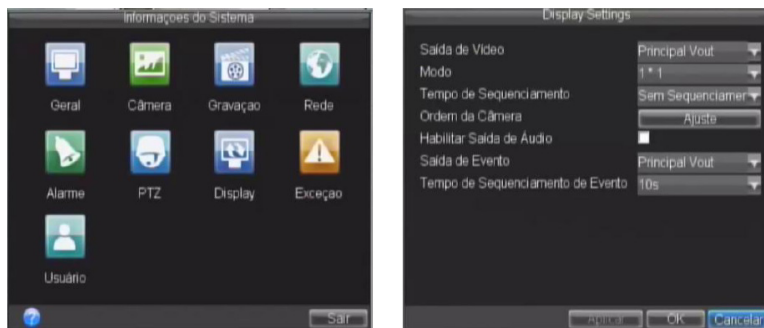 Informaçoes do Sistema
Geral
Câmera
Gravaçao
Rede
Alarme
PTZ
Display
Exceçao
Usuário
?
Sair
Display Settings
Saída de Vídeo
Principal Vout
Modo
1 * 1
Tempo de Sequenciamento
Sem Sequenciamer
Ordem da Câmera
Ajuste
Habilitar Saída de Áudio
Saída de Evento
Principal Vout
Tempo de Sequenciamento de Evento
10s
Aplicar
OK
Cancelar